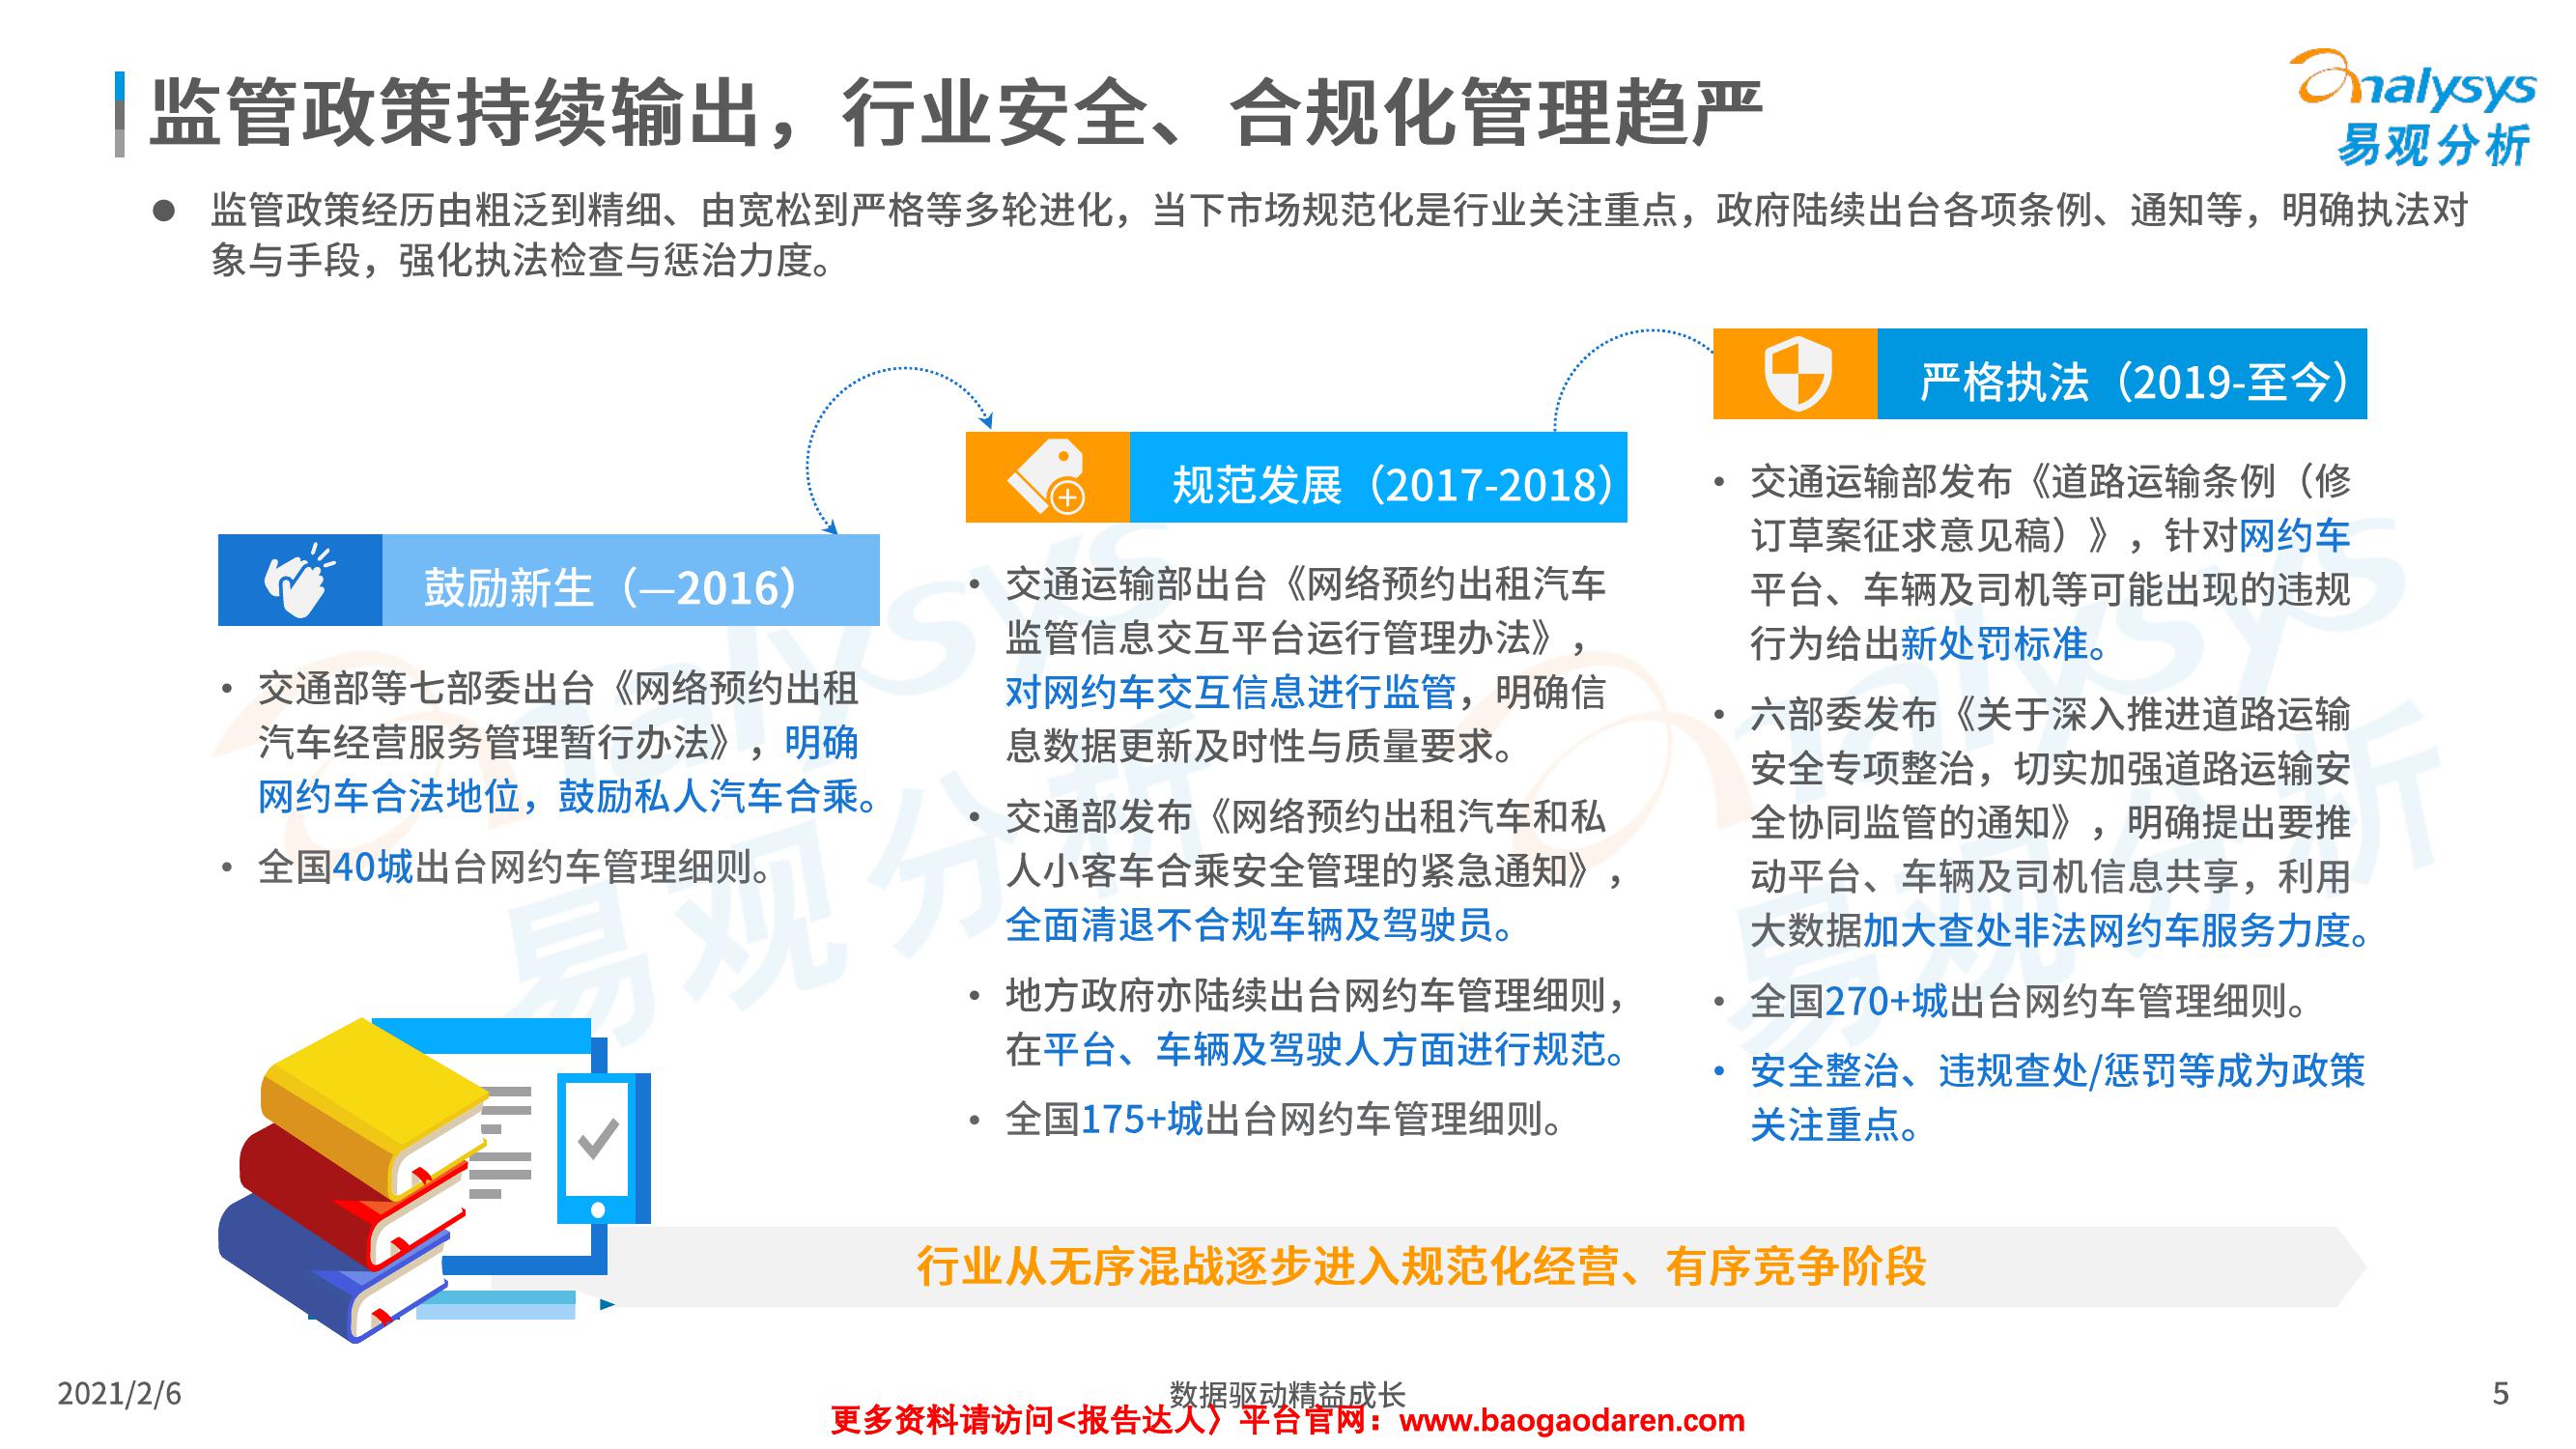 监管政策持续输出，行业安全、合规化管理趋严
analysys
易观分析
● 监管政策经历由粗泛到精细、由宽松到严格等多轮进化，当下市场规范化是行业关注重点，政府陆续出台各项条例、通知等，明确执法对
象与手段，强化执法检查与惩治力度。
鼓励新生（—2016）
• 交通部等七部委出台《网络预约出租
汽车经营服务管理暂行办法》，明确
网约车合法地位，鼓励私人汽车合乘。
• 全国40城出台网约车管理细则。
规范发展（2017-2018）
• 交通运输部出台《网络预约出租汽车
监管信息交互平台运行管理办法》，
对网约车交互信息进行监管，明确信
息数据更新及时性与质量要求。
• 交通部发布《网络预约出租汽车和私
人小客车合乘安全管理的紧急通知》，
全面清退不合规车辆及驾驶员。
• 地方政府亦陆续出台网约车管理细则，
在平台、车辆及驾驶人方面进行规范。
• 全国175+城出台网约车管理细则。
严格执法（2019-至今）
• 交通运输部发布《道路运输条例（修
订草案征求意见稿）》，针对网约车
平台、车辆及司机等可能出现的违规
行为给出新处罚标准。
• 六部委发布《关于深入推进道路运输
安全专项整治，切实加强道路运输安
全协同监管的通知》，明确提出要推
动平台、车辆及司机信息共享，利用
大数据加大查处非法网约车服务力度。
• 全国270+城出台网约车管理细则。
• 安全整治、违规查处/惩罚等成为政策
关注重点。
行业从无序混战逐步进入规范化经营、有序竞争阶段
2021/2/6
数据驱动精益成长
5
更多资料请访问<报告达人〉平台官网：www.baogaodaren.com
analysys
易观分析
analysys
易观分析